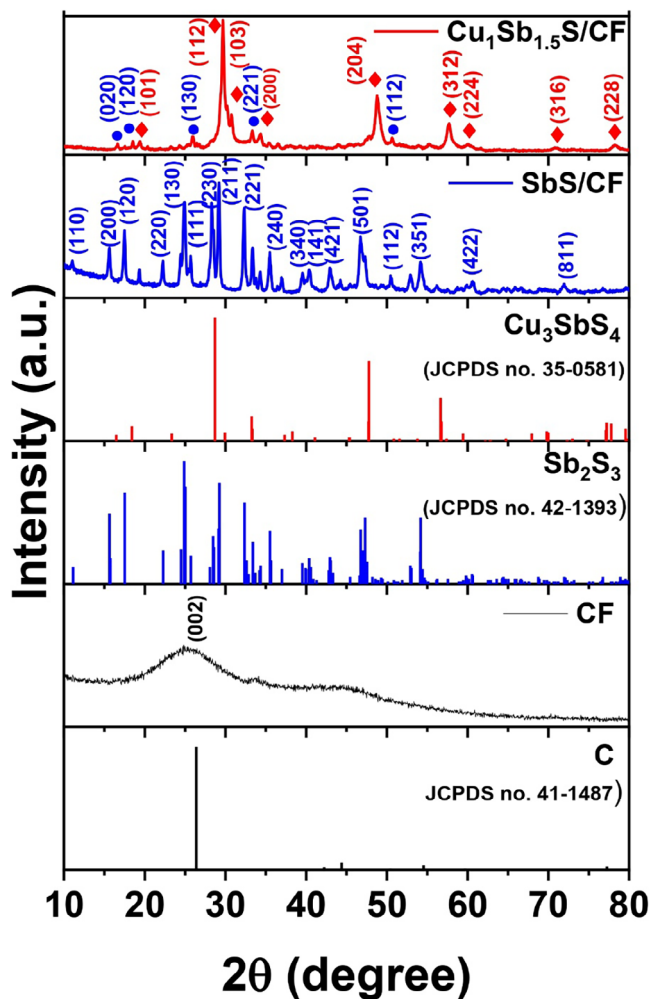 Cu₁Sb₁.₅S/CF
(020)
(120)
(101)
(130)
(112)
(103)
(221)
(200)
(204)
(112)
(312)
(224)
(316)
(228)
SbS/CF
(110)
(200)
(120)
(220)
(130)
(111)
(230)
(211)
(221)
(240)
(340)
(141)
(421)
(501)
(112)
(351)
(422)
(811)
Cu₃SbS₄
(JCPDS no. 35-0581)
Sb₂S₃
(JCPDS no. 42-1393)
CF
(002)
C
JCPDS no. 41-1487)
Intensity (a.u.)
10 20 30 40 50 60 70 80
2θ (degree)